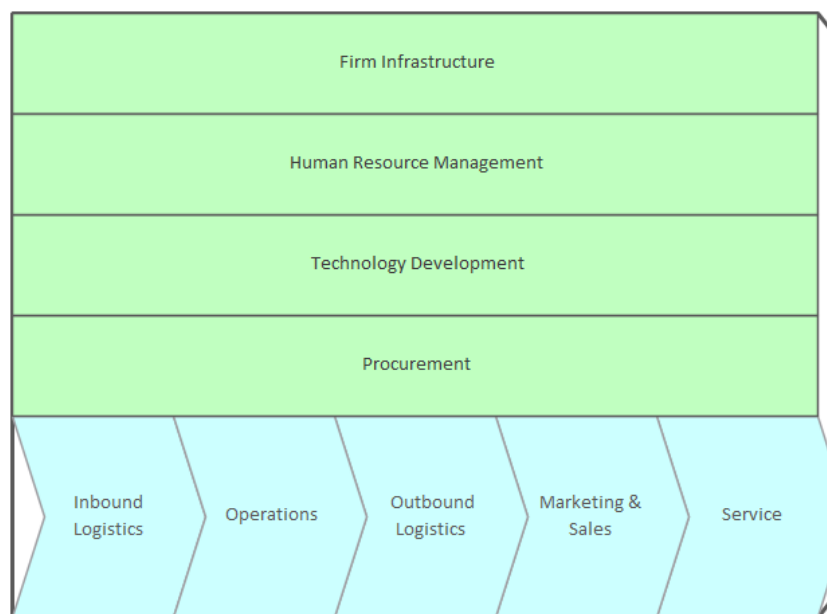 Firm Infrastructure
Human Resource Management
Technology Development
Procurement
Inbound
Logistics
Operations
Outbound
Logistics
Marketing &
Sales
Service